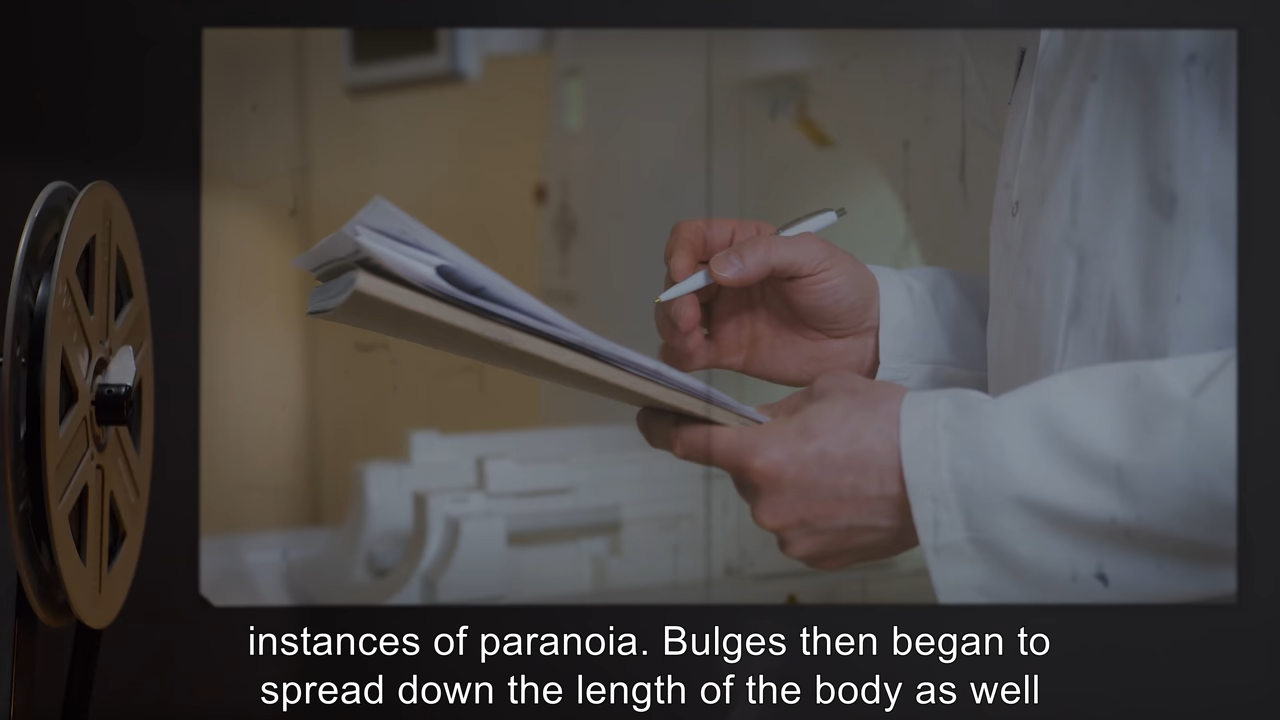 instances of paranoia. Bulges then began to
spread down the length of the body as well